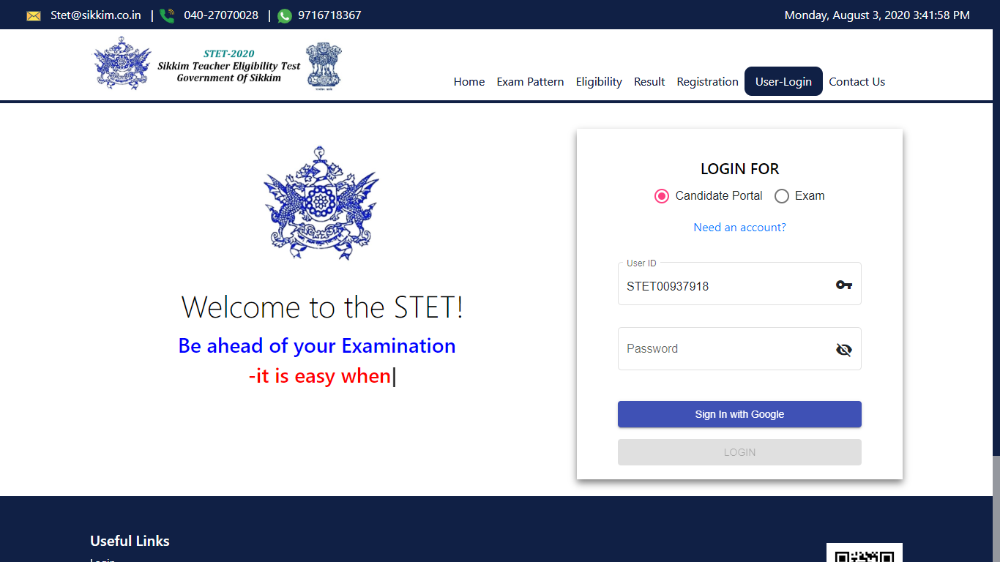 Stet@sikkim.co.in | 040-27070028 | 9716718367 Monday, August 3, 2020 3:41:58 PM
STET-2020
Sikkim Teacher Eligibility Test
Government Of Sikkim
Home Exam Pattern Eligibility Result Registration User-Login Contact Us
Welcome to the STET!
Be ahead of your Examination
-it is easy when|
LOGIN FOR
Candidate Portal Exam
Need an account?
User ID
STET00937918
Password
Sign In with Google
LOGIN
Useful Links
Login